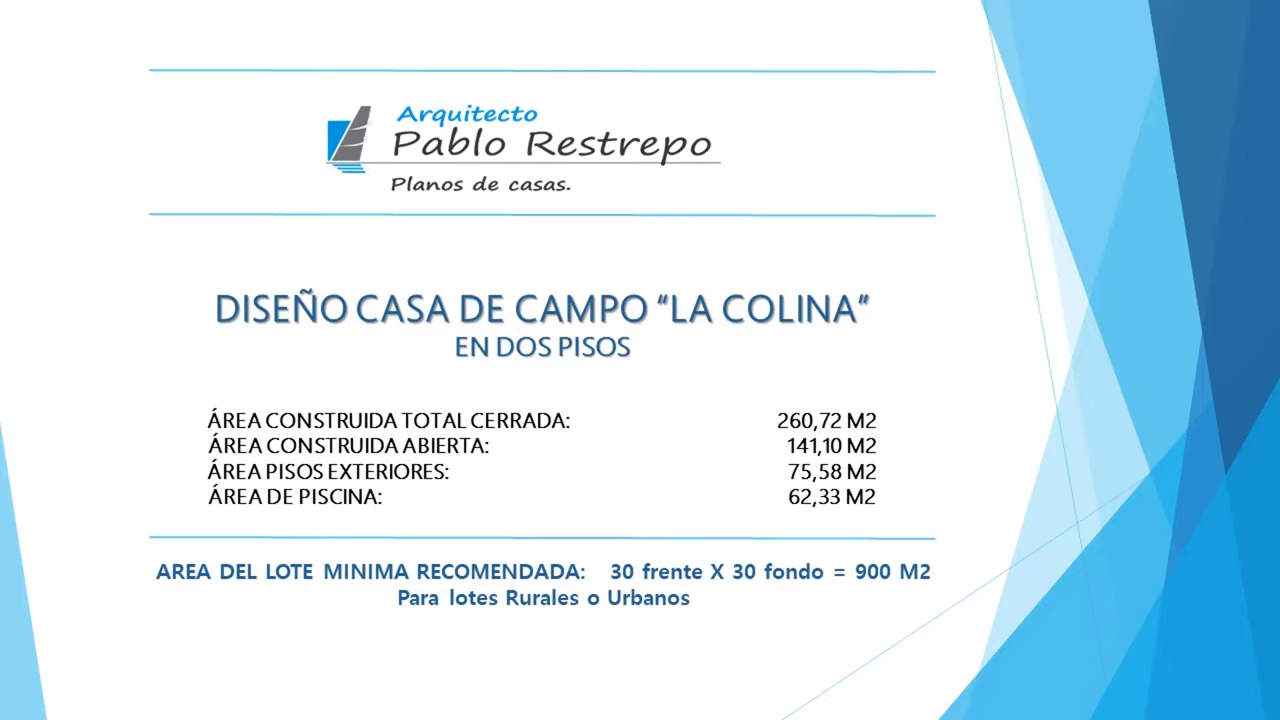 Arquitecto
Pablo Restrepo
Planos de casas.
DISEÑO CASA DE CAMPO “LA COLINA”
EN DOS PISOS
ÁREA CONSTRUIDA TOTAL CERRADA: 260,72 M2
ÁREA CONSTRUIDA ABIERTA: 141,10 M2
ÁREA PISOS EXTERIORES: 75,58 M2
ÁREA DE PISCINA: 62,33 M2
AREA DEL LOTE MINIMA RECOMENDADA: 30 frente X 30 fondo = 900 M2
Para lotes Rurales o Urbanos